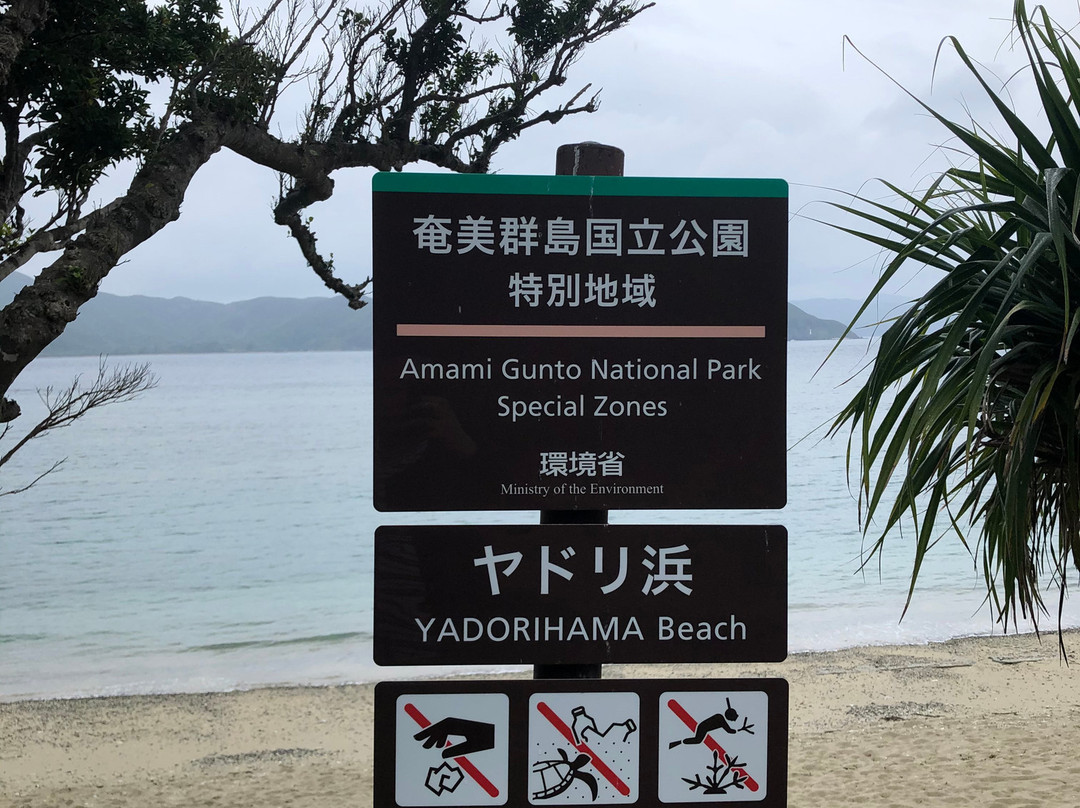 奄美群島国立公園
特別地域
Amami Gunto National Park
Special Zones
環境省
Ministry of the Environment
ヤドリ浜
YADORIHAMA Beach